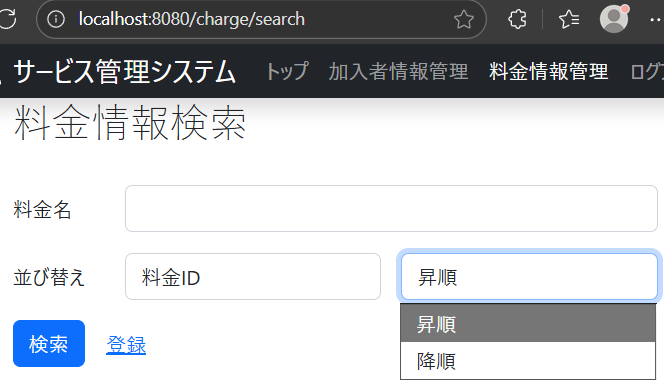 localhost:8080/charge/search
サービス管理システム トップ 加入者情報管理 料金情報管理
料金情報検索
料金名
並び替え 料金ID 昇順
昇順
検索 登録 降順